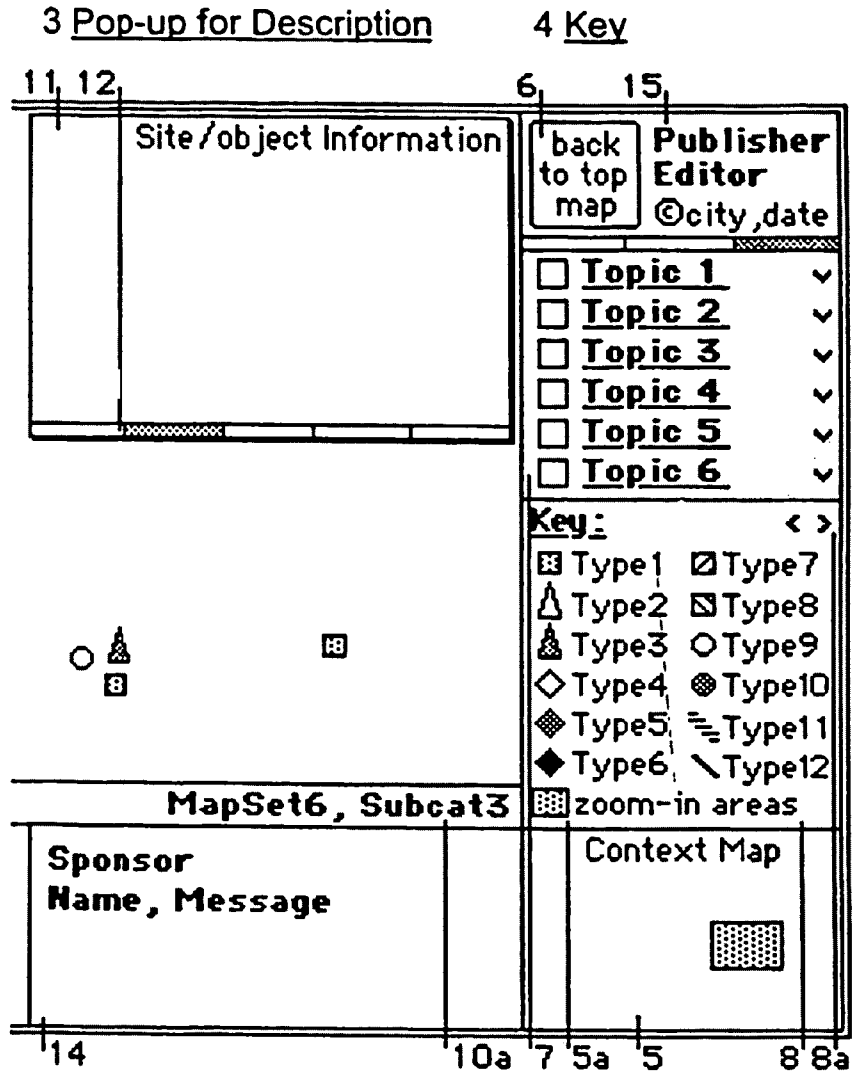 3 Pop-up for Description 4 Key
11 12 6 15
Site/object Information
back
to top
map
Publisher
Editor
©city,date
Topic 1
Topic 2
Topic 3
Topic 4
Topic 5
Topic 6
Key: < >
Type1 Type7
Type2 Type8
Type3 Type9
Type4 Type10
Type5 Type11
Type6 Type12
zoom-in areas
MapSet6, Subcat3
Sponsor
Name, Message
Context Map
14 10a 7 5a 5 8 8a